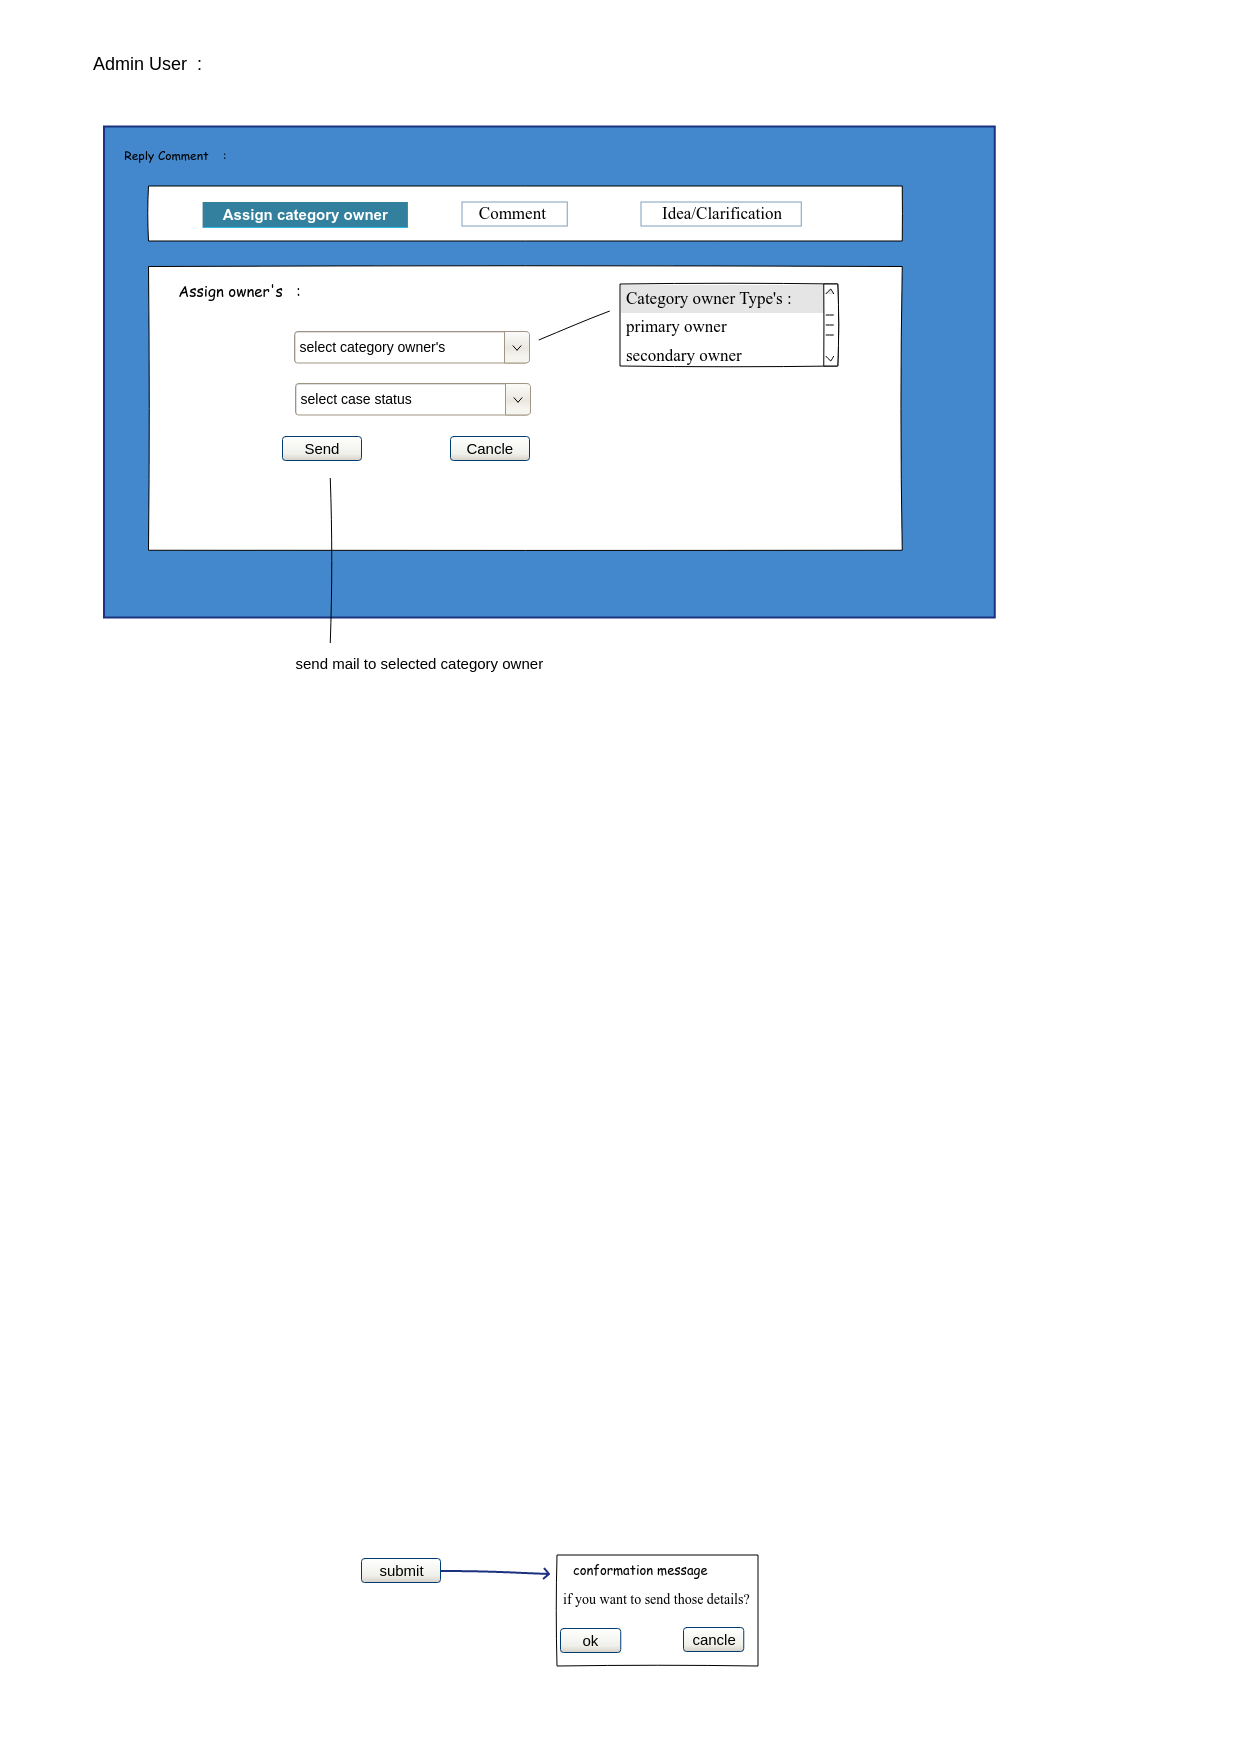 Admin User  :
Reply Comment   :
Assign category owner
Comment
Idea/Clarification
Assign owner's  :
Category owner Type's :
primary owner
secondary owner
select category owner's
select case status
Send
Cancle
send mail to selected category owner
submit
conformation message
if you want to send those details?
ok
cancle